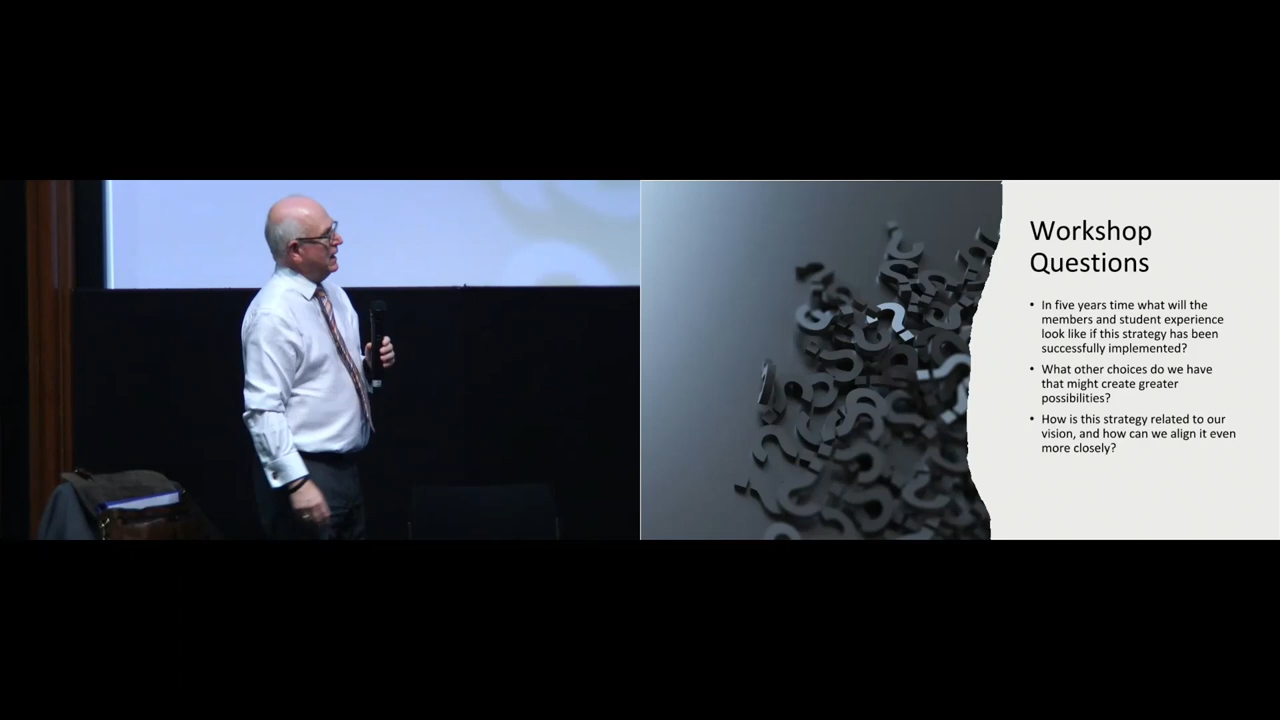 Workshop
Questions
• In five years time what will the
members and student experience
look like if this strategy has been
successfully implemented?
• What other choices do we have
that might create greater
possibilities?
• How is this strategy related to our
vision, and how can we align it even
more closely?